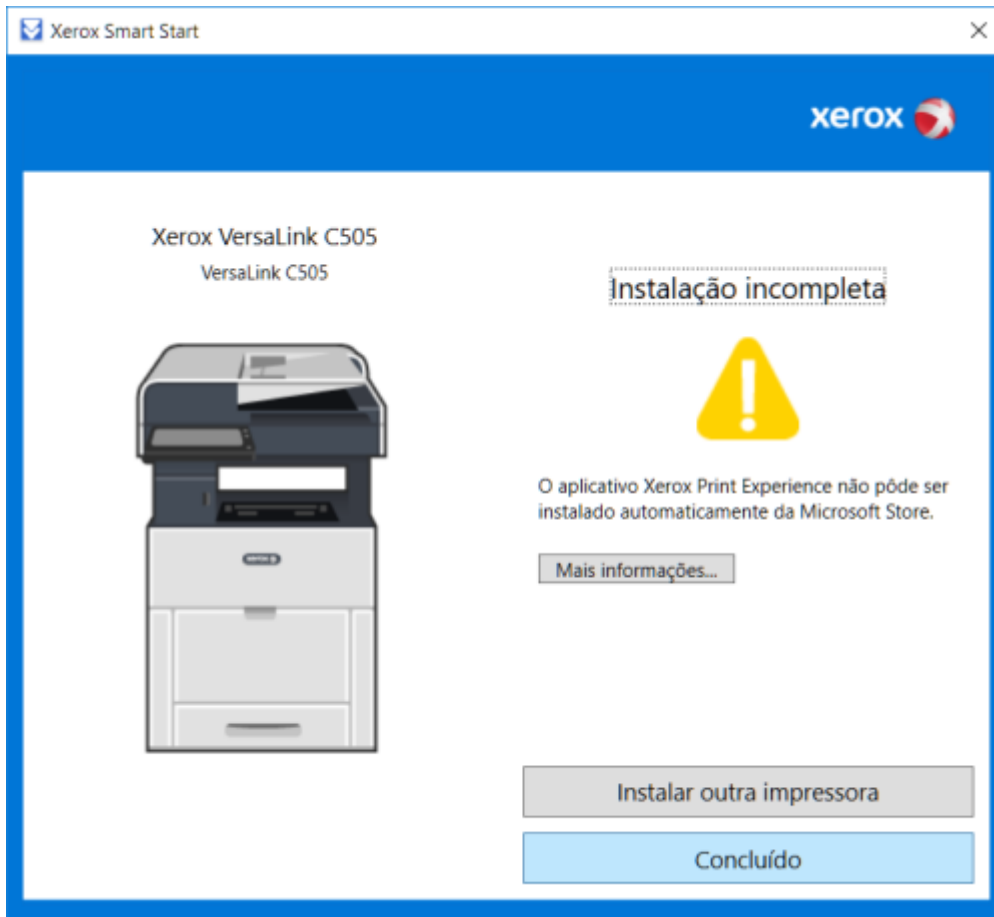 Xerox Smart Start
xerox
Xerox VersaLink C505
VersaLink C505
Instalação incompleta
O aplicativo Xerox Print Experience não pôde ser
instalado automaticamente da Microsoft Store.
Mais informações...
Instalar outra impressora
Concluído